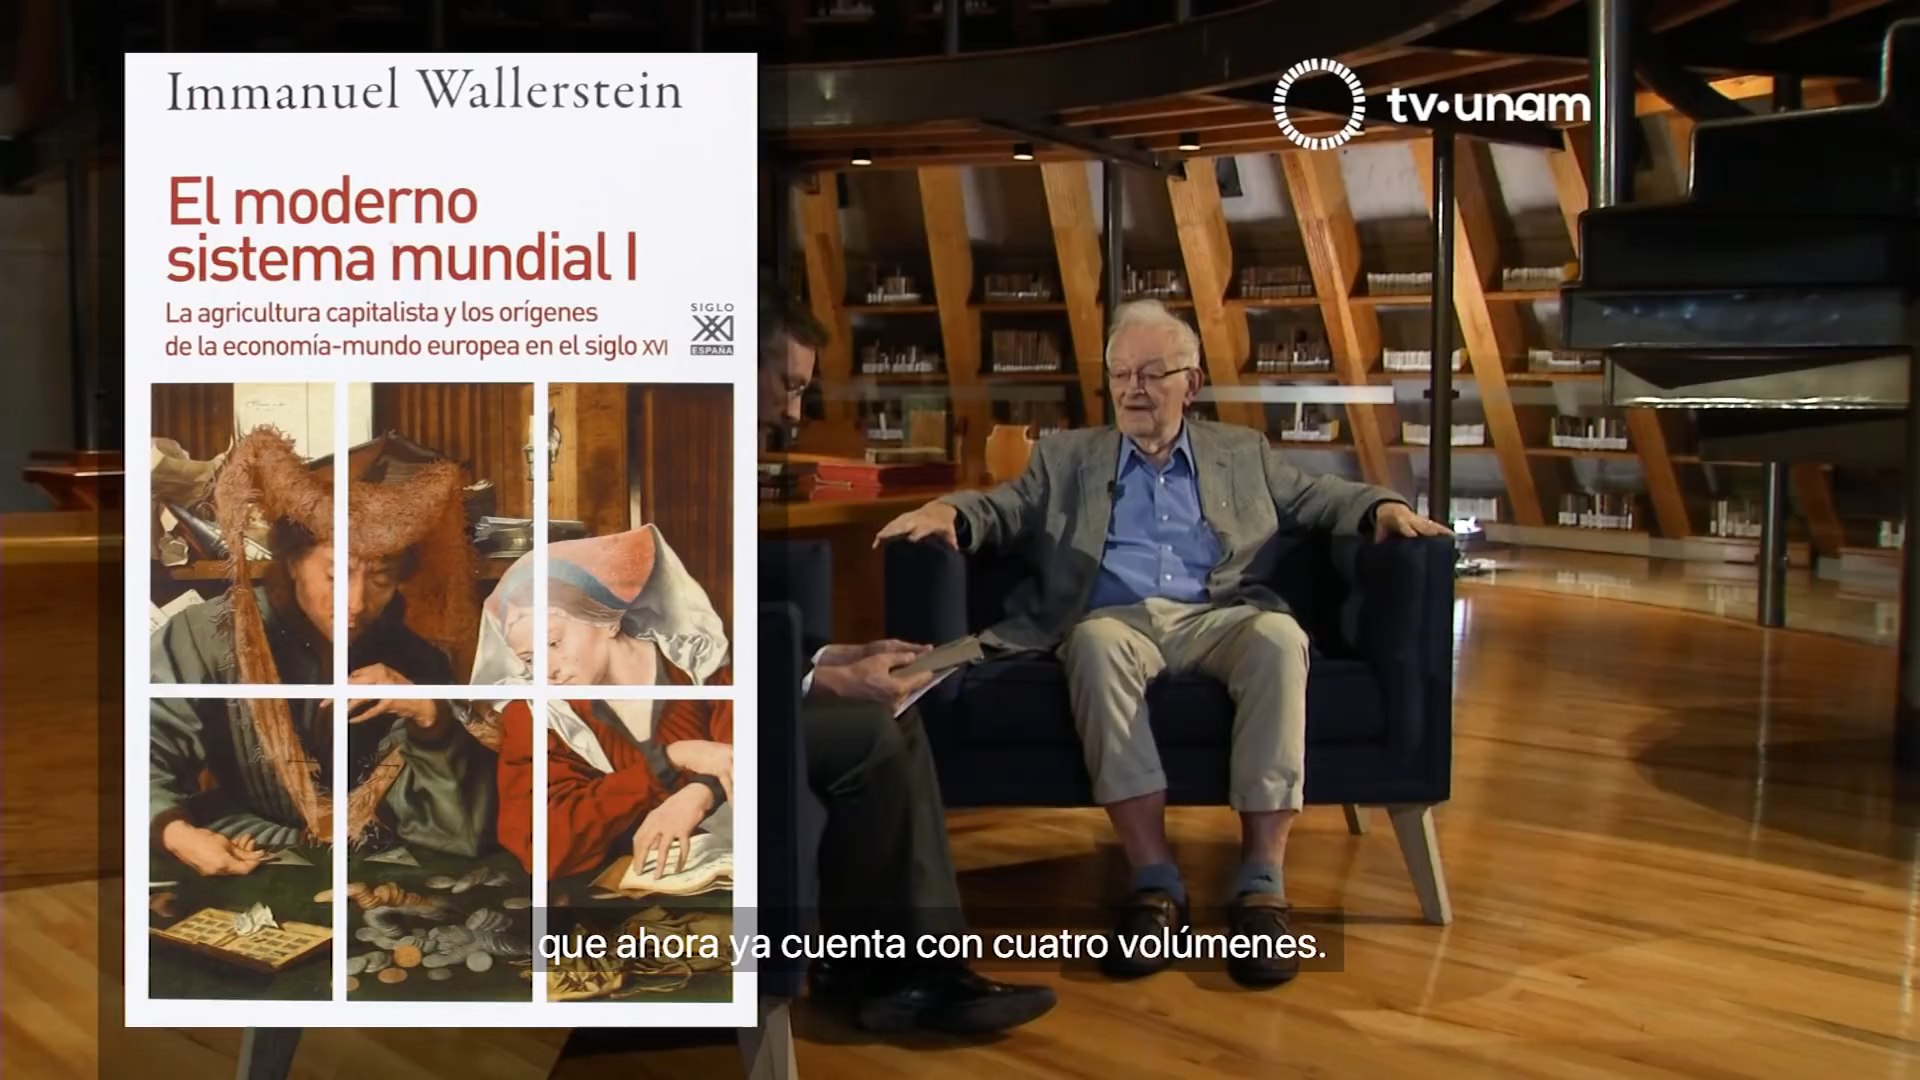 Immanuel Wallerstein
El moderno
sistema mundial I
La agricultura capitalista y los orígenes
de la economía-mundo europea en el siglo XVI
SIGLO
XXI
ESPAÑA
tv·unam
que ahora ya cuenta con cuatro volúmenes.